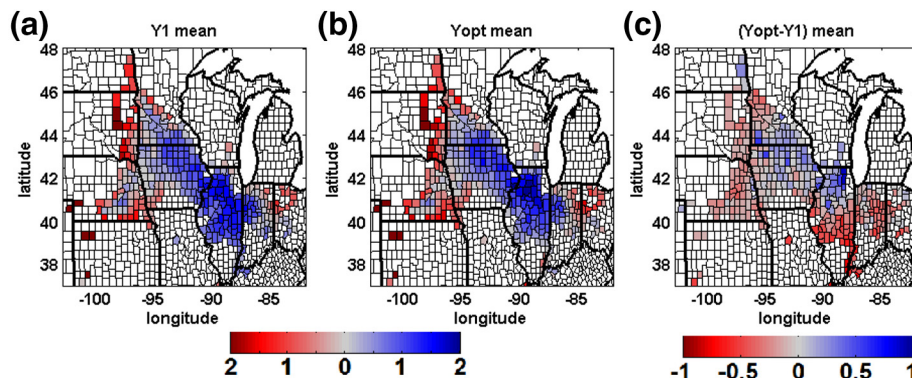 (a) Y1 mean (b) Yopt mean (c) (Yopt-Y1) mean
48 48 48
46 46 46
44 44 44
42 42 42
40 40 40
38 38 38
latitude latitude latitude
-100 -95 -90 -85 -100 -95 -90 -85 -100 -95 -90 -85
longitude longitude longitude
2 1 0 1 2 -1 -0.5 0 0.5 1